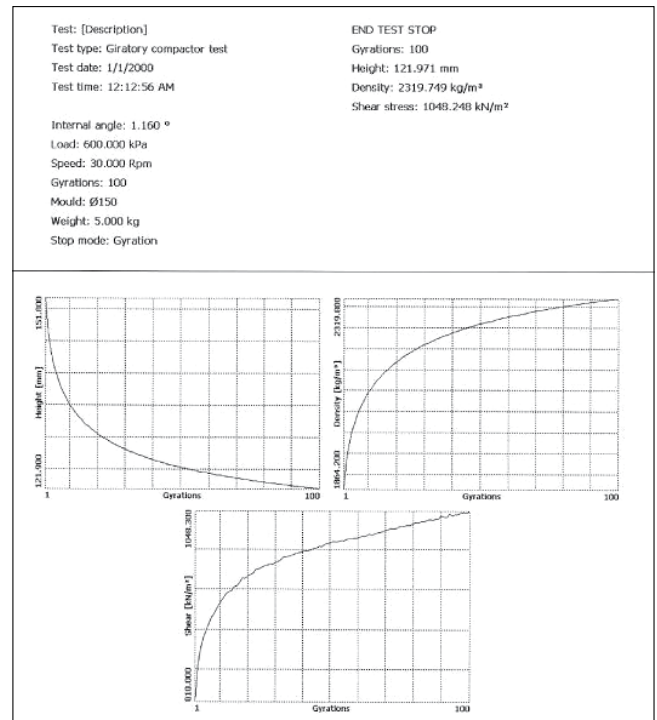 Test: [Description]
Test type: Giratory compactor test
Test date: 1/1/2000
Test time: 12:12:56 AM
Internal angle: 1.160 º
Load: 600.000 kPa
Speed: 30.000 Rpm
Gyrations: 100
Mould: Ø150
Weight: 5.000 kg
Stop mode: Gyration
END TEST STOP
Gyrations: 100
Height: 121.971 mm
Density: 2319.749 kg/m³
Shear stress: 1048.248 kN/m²
151.800
Height [mm]
121.900
1
Gyrations
100
2319.800
Density [kg/m³]
1864.200
1
Gyrations
100
1048.300
Shear [kN/m²]
1
Gyrations
100